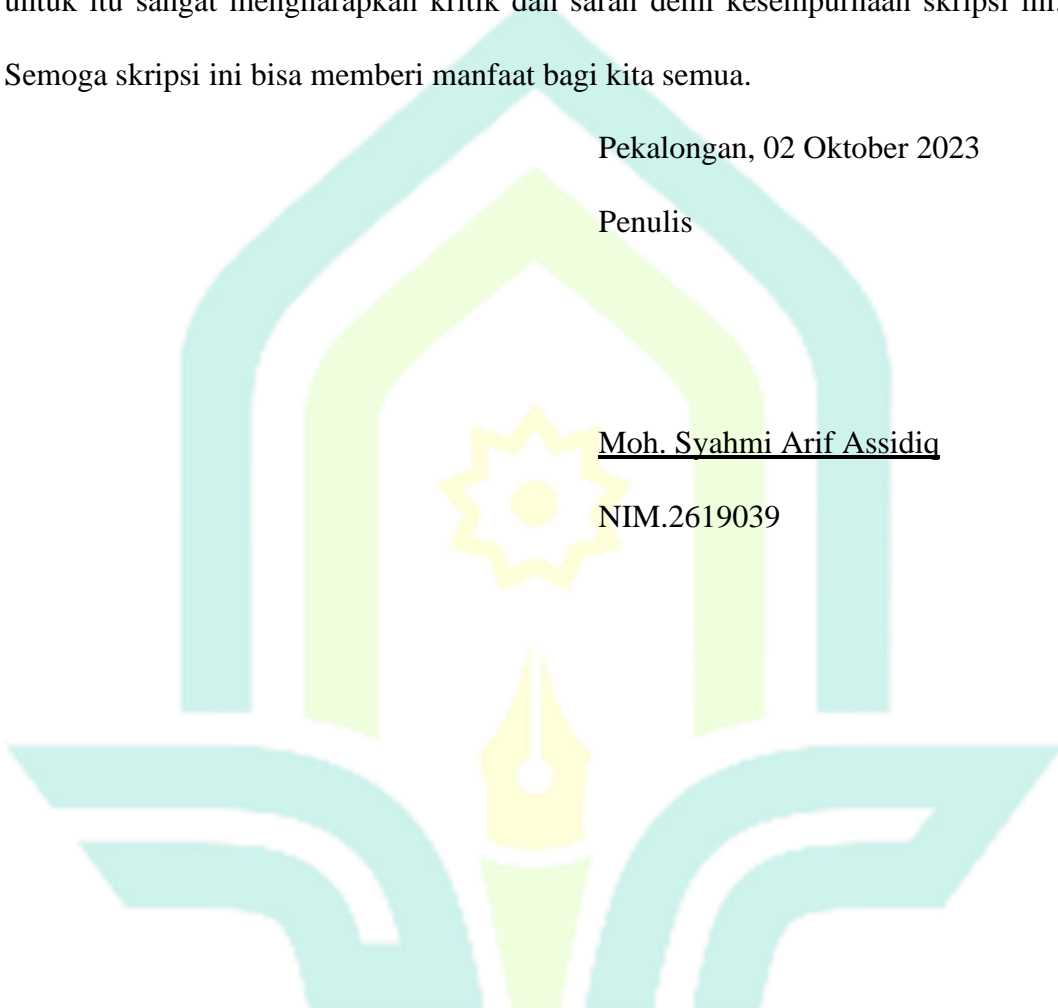 untuk itu sangat mengharapkan kritik dan saran demi kesempurnaan skripsi ini.
Semoga skripsi ini bisa memberi manfaat bagi kita semua.
Pekalongan, 02 Oktober 2023
Penulis
Moh. Syahmi Arif Assidiq
NIM.2619039